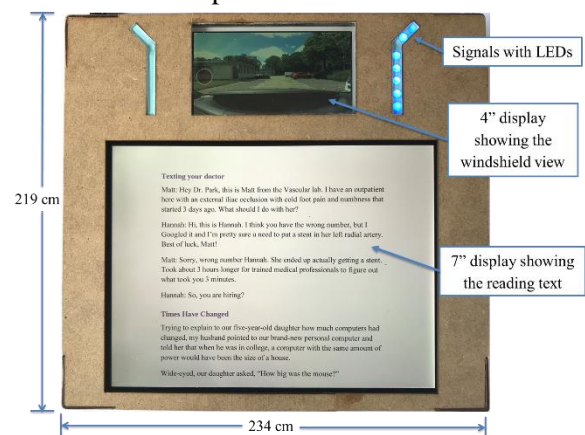 Signals with LEDs
4” display
showing the
windshield view
219 cm
7” display showing
the reading text
Texting your doctor
Matt: Hey Dr. Park, this is Matt from the Vascular lab. I have an outpatient
here with an external iliac occlusion with cold foot pain and numbness that
started 3 days ago. What should I do with her?
Hannah: Hi, this is Hannah. I think you have the wrong number, but I
Googled it and I’m pretty sure u need to put a stent in her left radial artery.
Best of luck, Matt!
Matt: Sorry, wrong number Hannah. She ended up actually getting a stent.
Took about 3 hours longer for trained medical professionals to figure out
what took you 3 minutes.
Hannah: So, you are hiring?
Times Have Changed
Trying to explain to our five-year-old daughter how much computers had
changed, my husband pointed to our brand-new personal computer and
told her that when he was in college, a computer with the same amount of
power would have been the size of a house.
Wide-eyed, our daughter asked, “How big was the mouse?”
234 cm